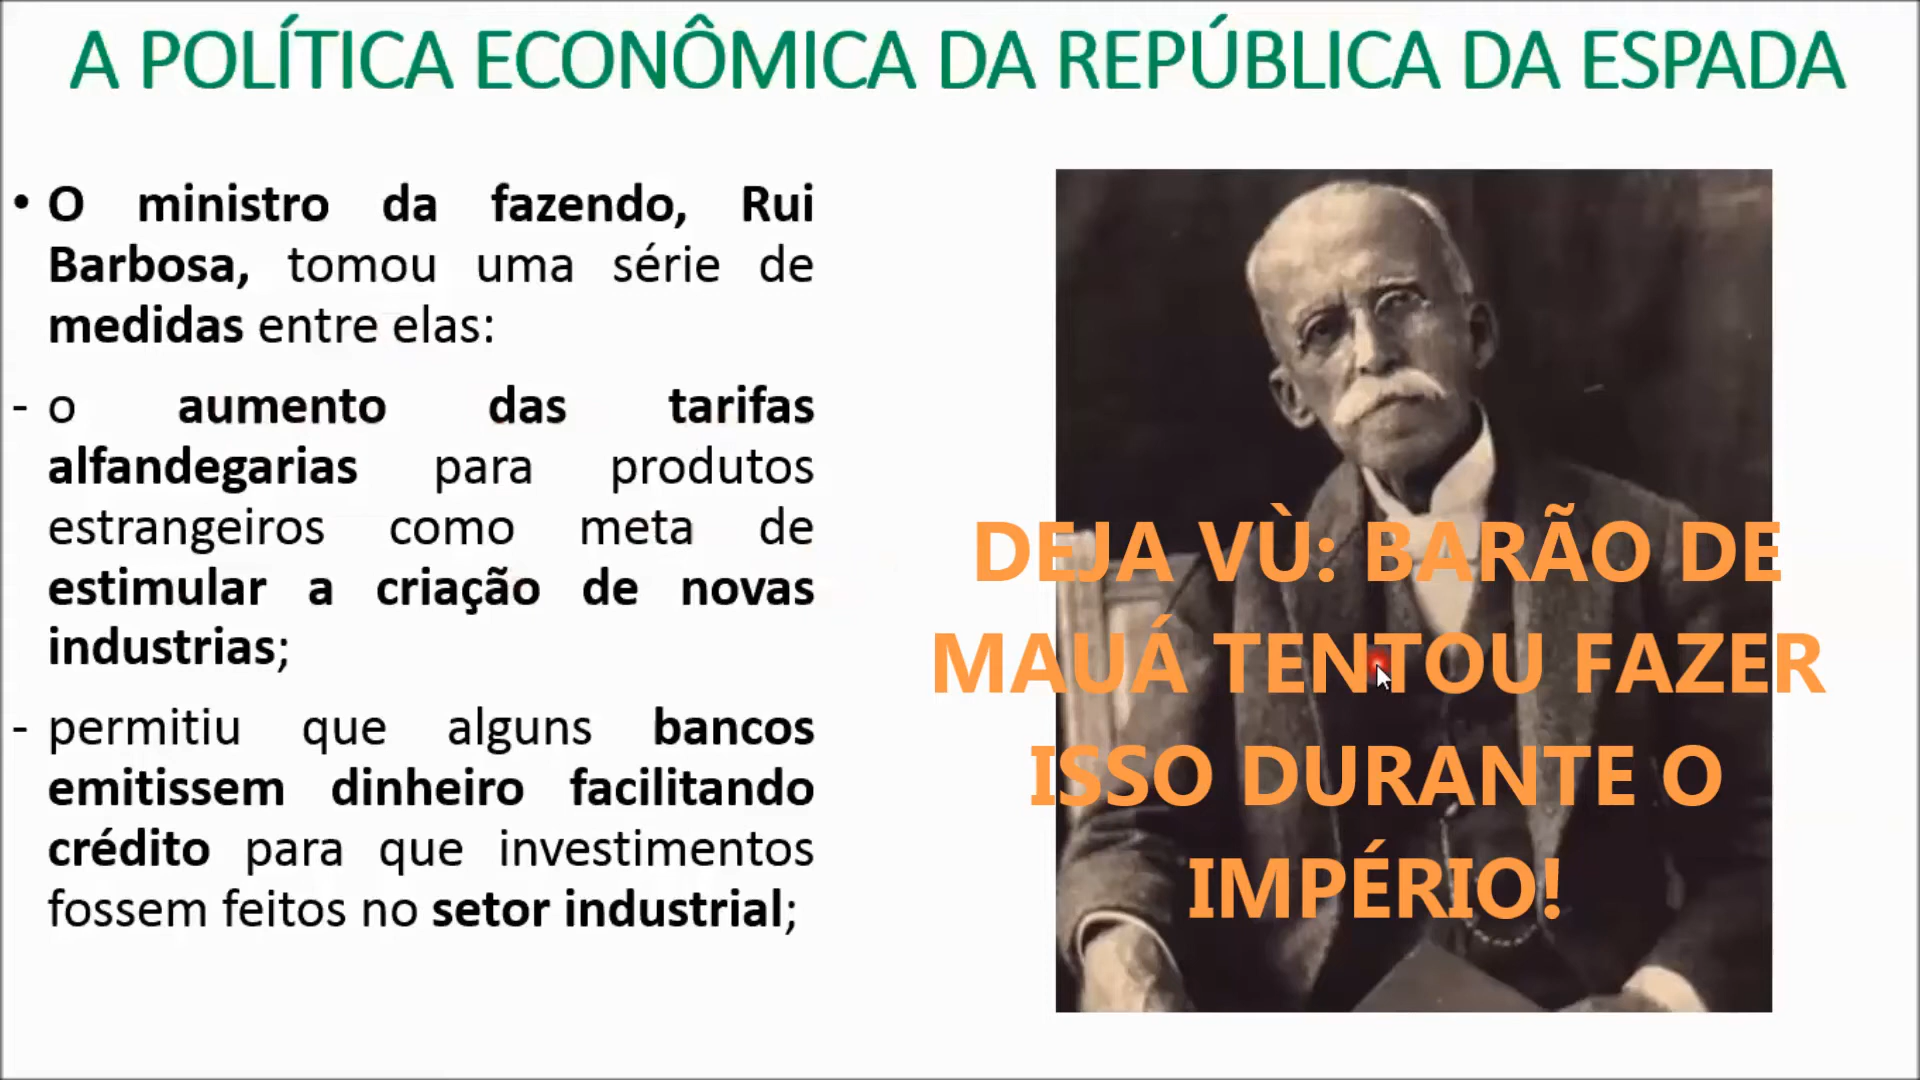 A POLÍTICA ECONÔMICA DA REPÚBLICA DA ESPADA
• O ministro da fazendo, Rui
Barbosa, tomou uma série de
medidas entre elas:
- o aumento das tarifas
alfandegarias para produtos
estrangeiros como meta de
estimular a criação de novas
industrias;
- permitiu que alguns bancos
emitissem dinheiro facilitando
crédito para que investimentos
fossem feitos no setor industrial;
DEJA VÙ: BARÃO DE
MAUÁ TENTOU FAZER
ISSO DURANTE O
IMPÉRIO!